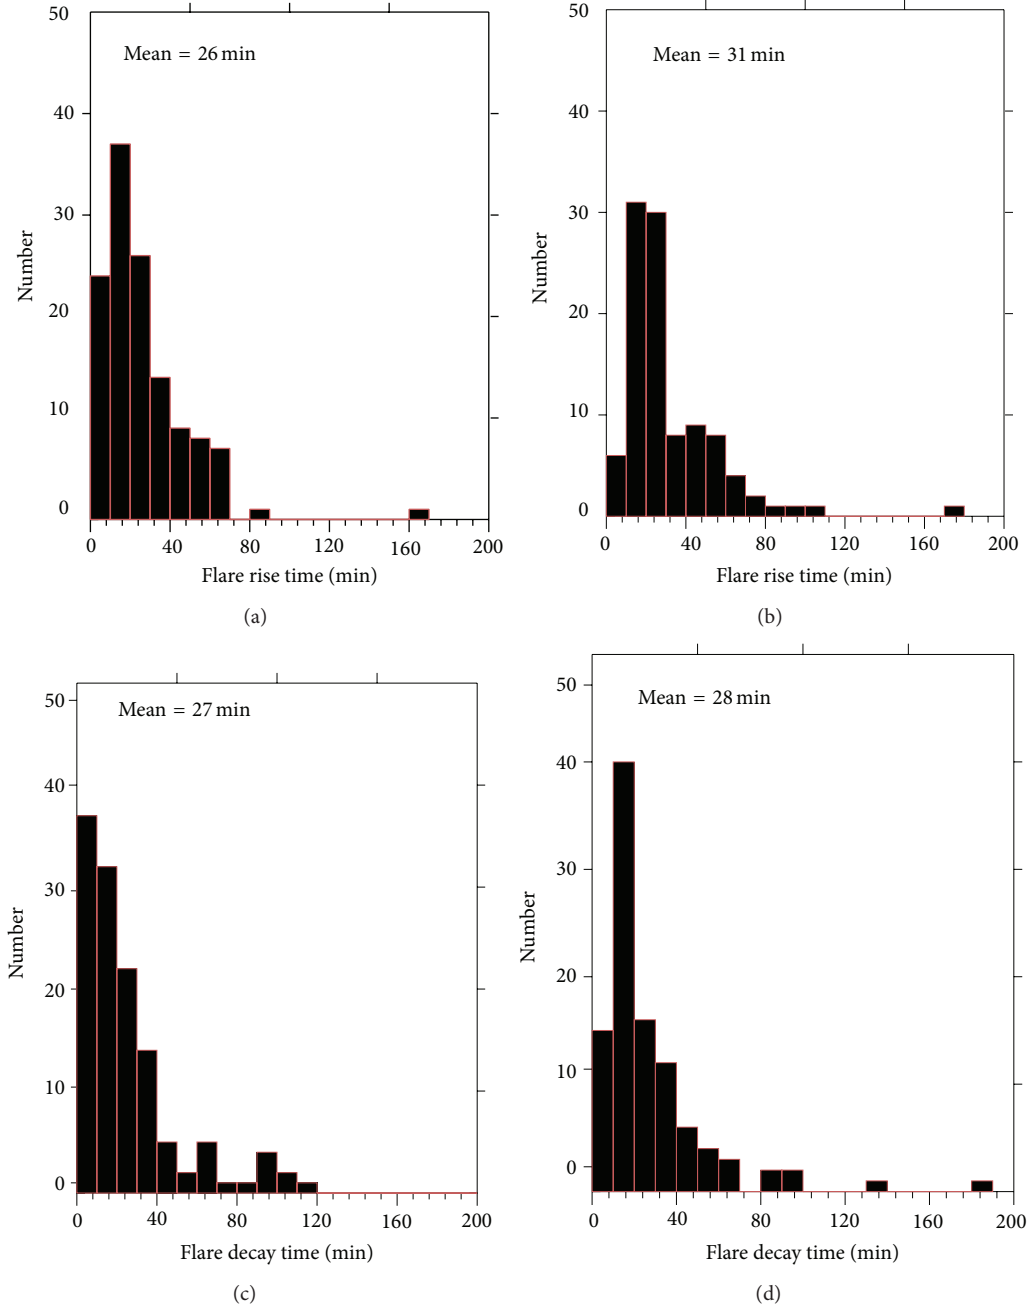 50
Mean = 26 min
40
30
20
10
0
Number
0 40 80 120 160 200
Flare rise time (min)
(a)
50
Mean = 31 min
40
30
20
10
0
Number
0 40 80 120 160 200
Flare rise time (min)
(b)
50
Mean = 27 min
40
30
20
10
0
Number
0 40 80 120 160 200
Flare decay time (min)
(c)
50
Mean = 28 min
40
30
20
10
0
Number
0 40 80 120 160 200
Flare decay time (min)
(d)